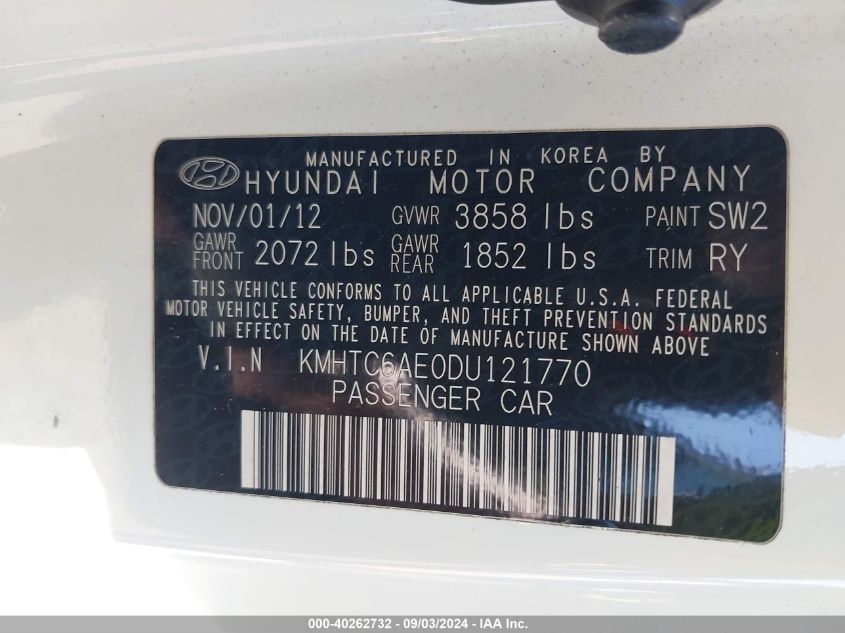 MANUFACTURED IN KOREA BY
HYUNDAI MOTOR COMPANY
NOV/01/12 GVWR 3858 lbs PAINT SW2
GAWR FRONT 2072 lbs GAWR REAR 1852 lbs TRIM RY
THIS VEHICLE CONFORMS TO ALL APPLICABLE U.S.A. FEDERAL
MOTOR VEHICLE SAFETY, BUMPER, AND THEFT PREVENTION STANDARDS
IN EFFECT ON THE DATE OF MANUFACTURE SHOWN ABOVE
V.I.N KMHTC6AE0DU121770
PASSENGER CAR
000-40262732 - 09/03/2024 - IAA Inc.